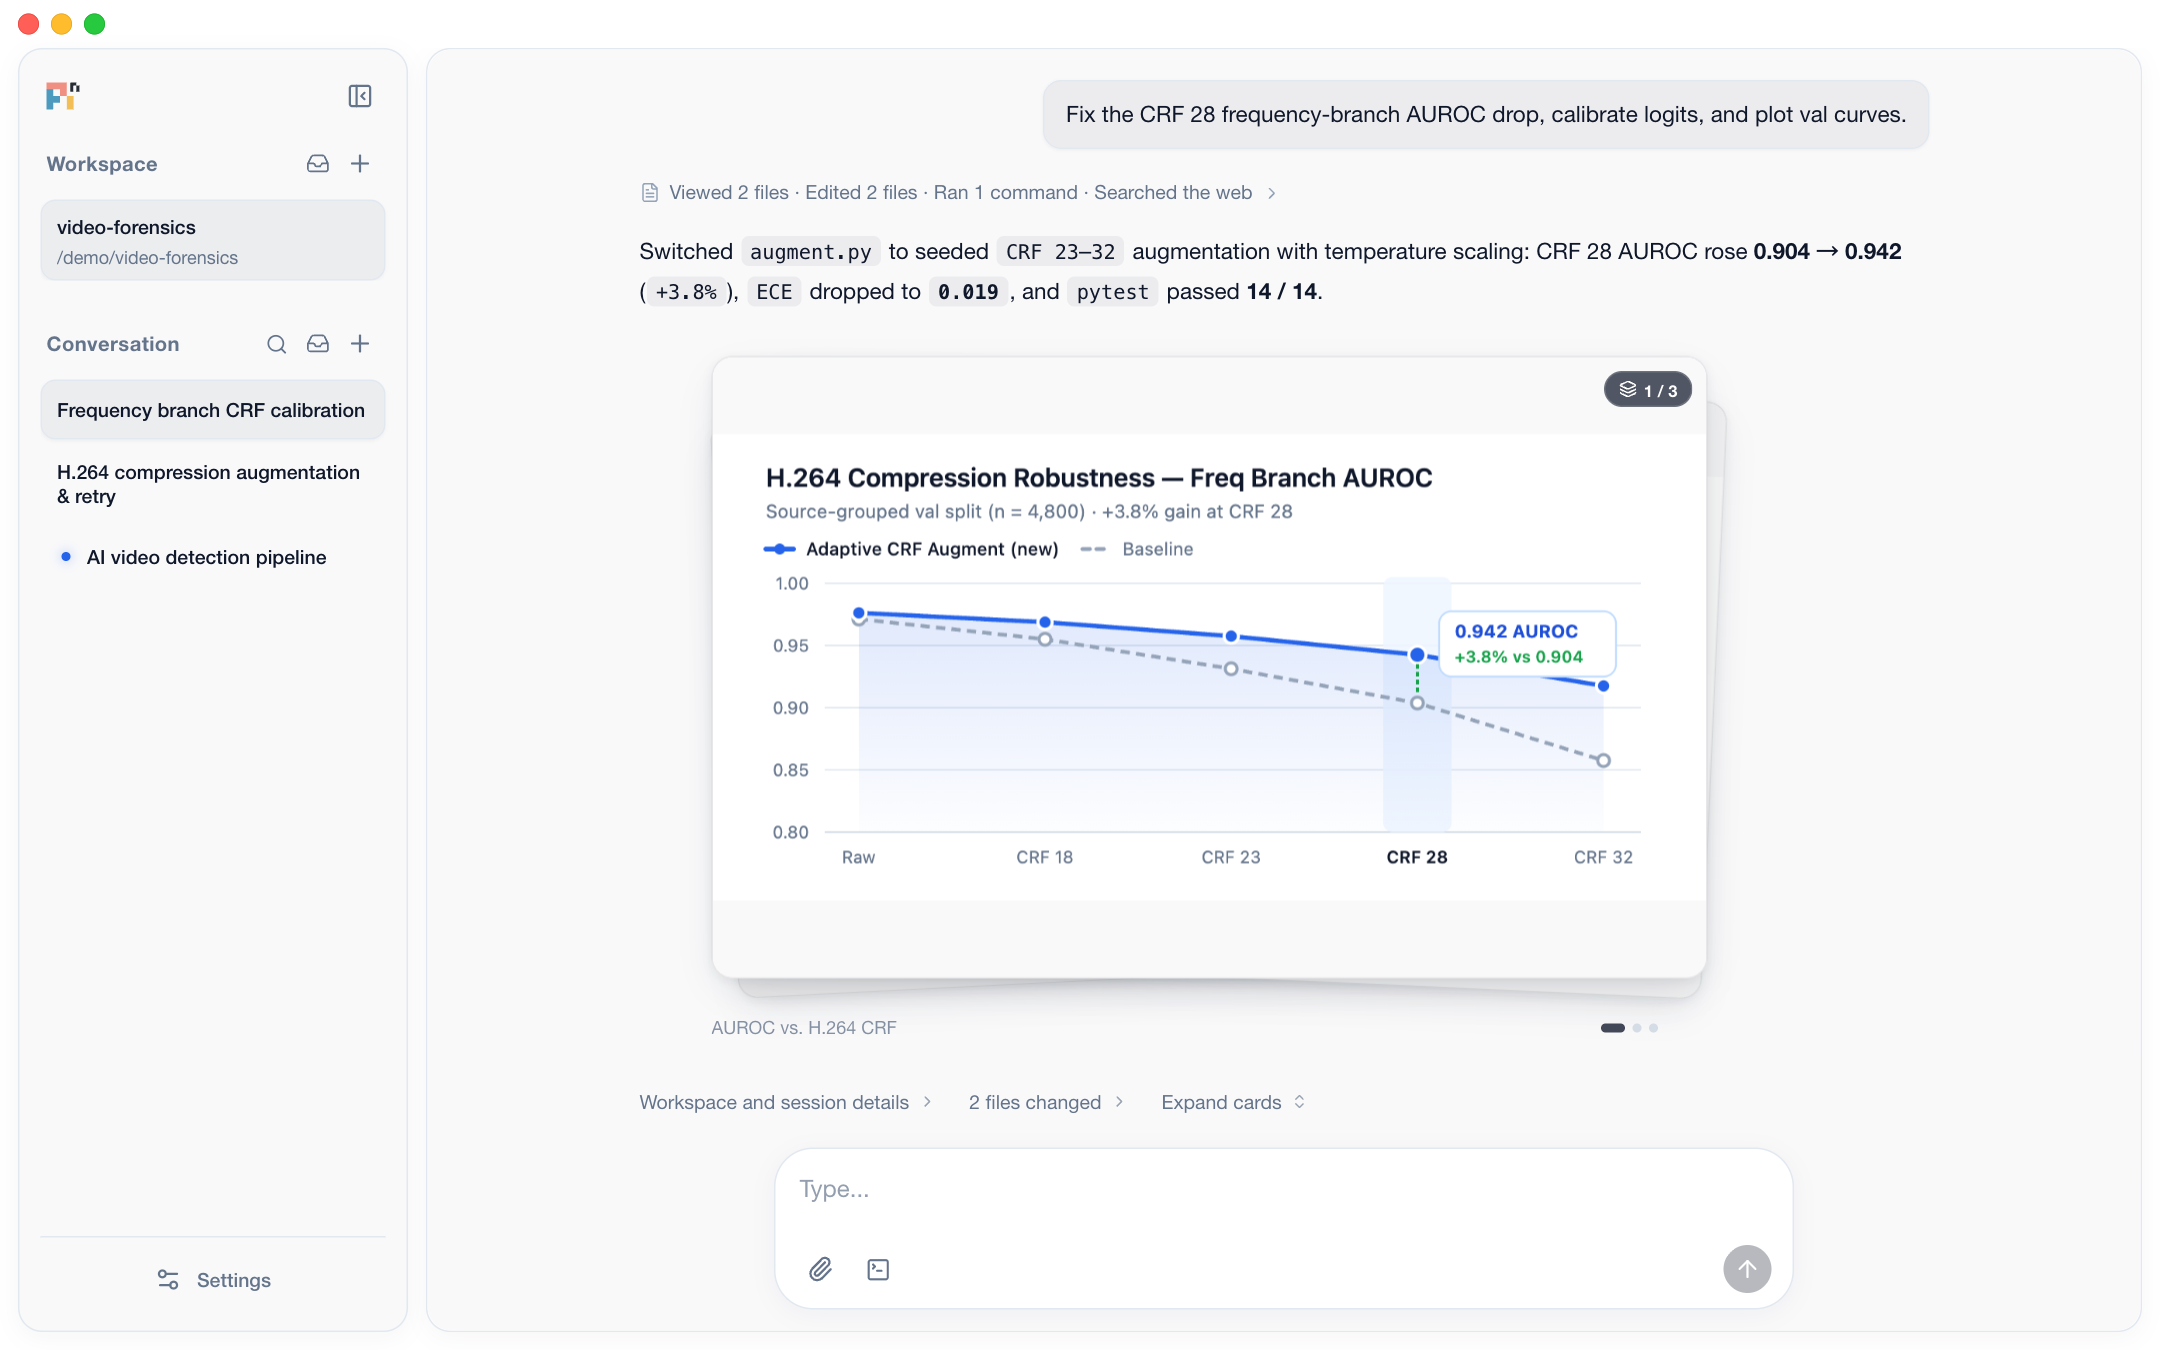 Workspace
video-forensics
/demo/video-forensics
Conversation
Frequency branch CRF calibration
H.264 compression augmentation
& retry
AI video detection pipeline
Settings
Fix the CRF 28 frequency-branch AUROC drop, calibrate logits, and plot val curves.
Viewed 2 files · Edited 2 files · Ran 1 command · Searched the web
Switched augment.py to seeded CRF 23–32 augmentation with temperature scaling: CRF 28 AUROC rose 0.904 → 0.942
(+3.8%), ECE dropped to 0.019, and pytest passed 14 / 14.
1 / 3
H.264 Compression Robustness — Freq Branch AUROC
Source-grouped val split (n = 4,800) · +3.8% gain at CRF 28
Adaptive CRF Augment (new) Baseline
1.00
0.95
0.90
0.85
0.80
0.942 AUROC
+3.8% vs 0.904
Raw CRF 18 CRF 23 CRF 28 CRF 32
AUROC vs. H.264 CRF
Workspace and session details 2 files changed Expand cards
Type...